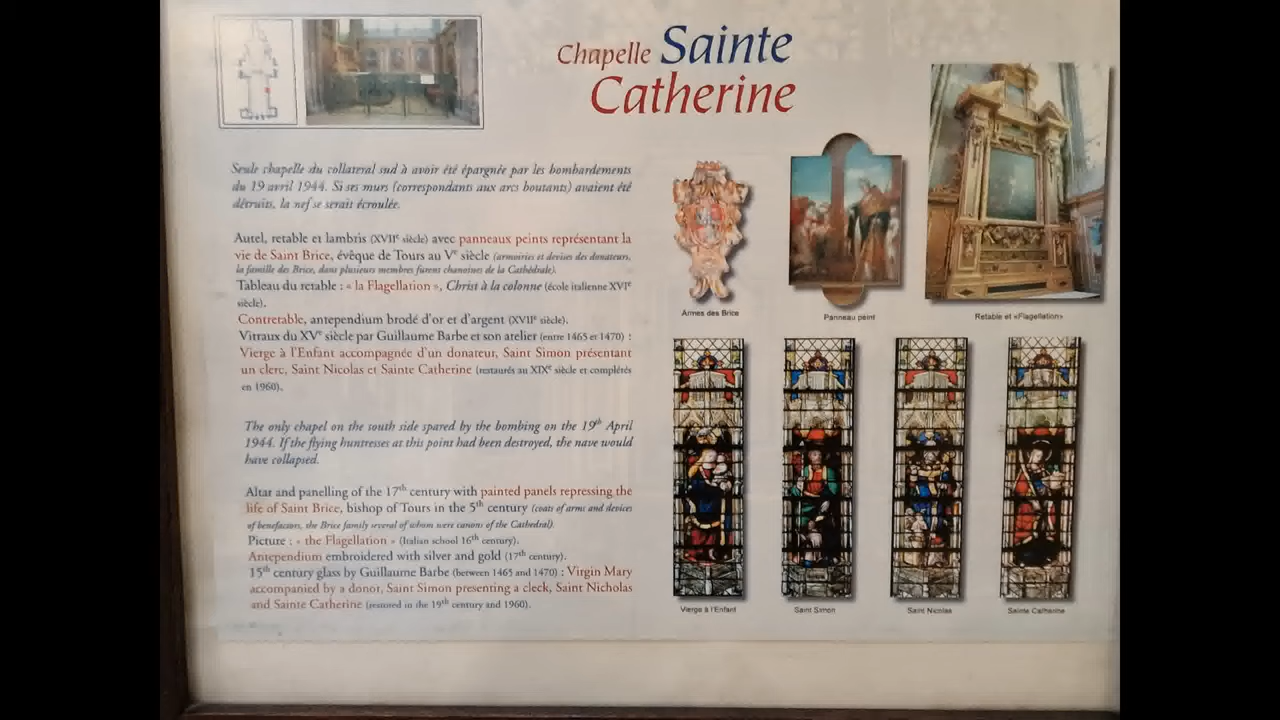 Chapelle Sainte
Catherine
Seule chapelle du collateral sud à avoir été épargnée par les bombardements
du 19 avril 1944. Si ses murs (correspondants aux arcs boutants) avaient été
détruits, la nef se serait écroulée.
Autel, retable et lambris (XVIIe siècle) avec panneaux peints représentant la
vie de Saint Brice, évêque de Tours au Ve siècle (armoiries et devises des donateurs,
la famille des Brice, dans plusieurs membres furent chanoines de la Cathédrale).
Tableau du retable : « la Flagellation », Christ à la colonne (école italienne XVIe
siècle).
Contretable, antependium brodé d'or et d'argent (XVIIe siècle).
Vitraux du XVe siècle par Guillaume Barbe et son atelier (entre 1465 et 1470) :
Vierge à l'Enfant accompagnée d'un donateur, Saint Simon présentant
un clerc, Saint Nicolas et Sainte Catherine (restaurés au XIXe siècle et complétés
en 1960).
The only chapel on the south side spared by the bombing on the 19th April
1944. If the flying huntresses at this point had been destroyed, the nave would
have collapsed.
Altar and panelling of the 17th century with painted panels repressing the
life of Saint Brice, bishop of Tours in the 5th century (coats of arms and devices
of benefactors, the Brice family several of whom were canons of the Cathedral).
Picture : « the Flagellation » (Italian school 16th century).
Antependium embroidered with silver and gold (17th century).
15th century glass by Guillaume Barbe (between 1465 and 1470) : Virgin Mary
accompanied by a donor, Saint Simon presenting a cleck, Saint Nicholas
and Sainte Catherine (restored in the 19th century and 1960).
Armes des Brice
Panneau peint
Retable et «Flagellation»
Vierge à l'Enfant
Saint Simon
Saint Nicolas
Sainte Catherine